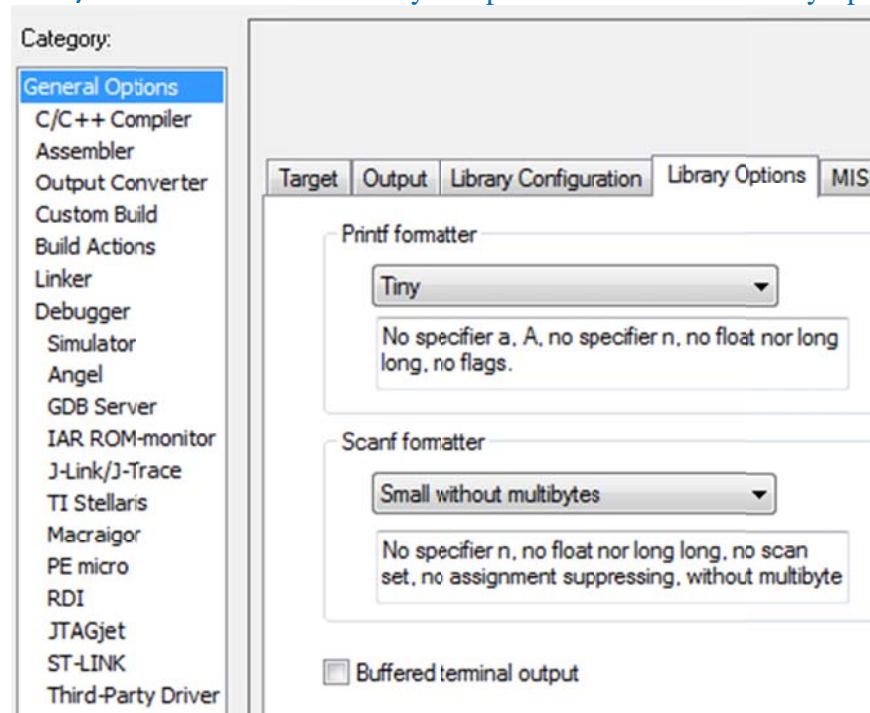 Category:
General Options
C/C++ Compiler
Assembler
Output Converter
Custom Build
Build Actions
Linker
Debugger
Simulator
Angel
GDB Server
IAR ROM-monitor
J-Link/J-Trace
TI Stellaris
Macraigor
PE micro
RDI
JTAGjet
ST-LINK
Third-Party Driver
Target Output Library Configuration Library Options MIS
Printf formatter
Tiny
No specifier a, A, no specifier n, no float nor long
long, no flags.
Scanf formatter
Small without multibytes
No specifier n, no float nor long long, no scan
set, no assignment suppressing, without multibyte
Buffered terminal output